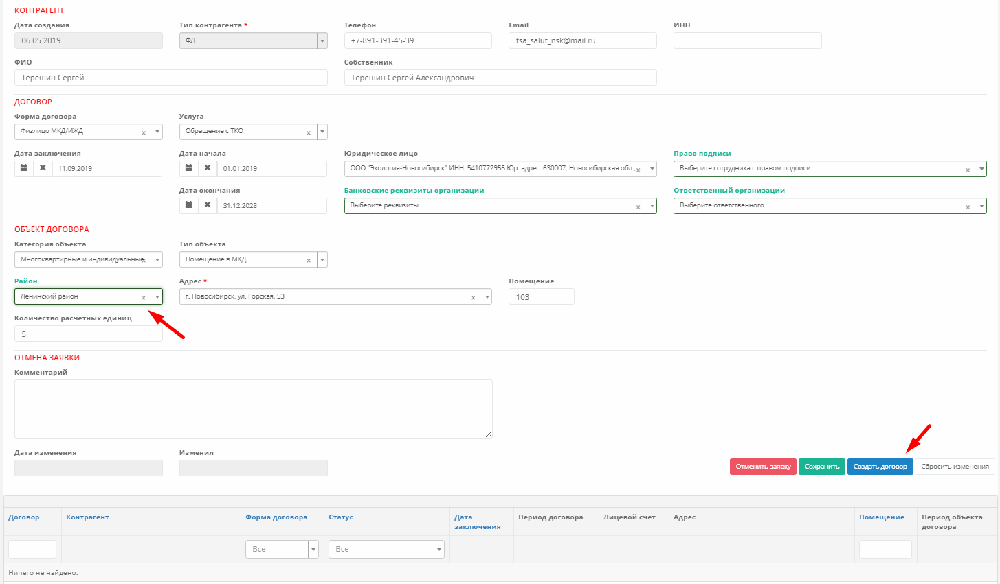 КОНТРАГЕНТ
Дата создания Тип контрагента * Телефон Email ИНН
06.05.2019 ФЛ +7-891-391-45-39 tsa_salut_nsk@mail.ru
ФИО Собственник
Терешин Сергей Терешин Сергей Александрович
ДОГОВОР
Форма договора Услуга
Физлицо МКД/ИЖД × Обращение с ТКО ×
Дата заключения Дата начала Юридическое лицо Право подписи
11.09.2019 01.01.2019 ООО "Экология-Новосибирск" ИНН: 5410772955 Юр. адрес: 630007, Новосибирская обл.,... × Выберите сотрудника с правом подписи... ×
Дата окончания Банковские реквизиты организации Ответственный организации
31.12.2028 Выберите реквизиты... × Выберите ответственного... ×
ОБЪЕКТ ДОГОВОРА
Категория объекта Тип объекта
Многоквартирные и индивидуальные... × Помещение в МКД ×
Район Адрес * Помещение
Ленинский район × г. Новосибирск, ул. Горская, 53 × 103
Количество расчетных единиц
5
ОТМЕНА ЗАЯВКИ
Комментарий
Дата изменения Изменил
Отменить заявку Сохранить Создать договор Сбросить изменения
Договор Контрагент Форма договора Статус Дата заключения Период договора Лицевой счет Адрес Помещение Период объекта договора
Все Все
Ничего не найдено.